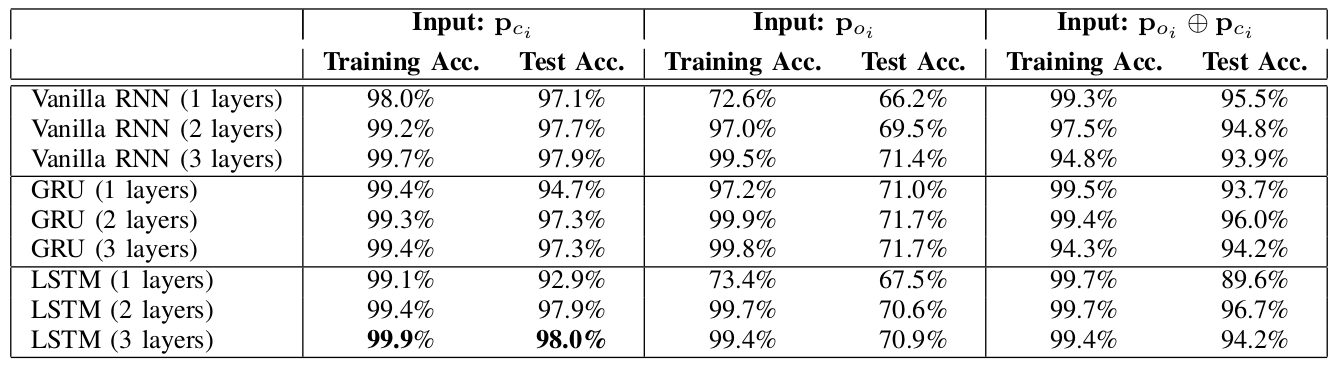 Input: p_{c_i} Input: p_{o_i} Input: p_{o_i} ⊕ p_{c_i}
Training Acc. Test Acc. Training Acc. Test Acc. Training Acc. Test Acc.
Vanilla RNN (1 layers) 98.0% 97.1% 72.6% 66.2% 99.3% 95.5%
Vanilla RNN (2 layers) 99.2% 97.7% 97.0% 69.5% 97.5% 94.8%
Vanilla RNN (3 layers) 99.7% 97.9% 99.5% 71.4% 94.8% 93.9%
GRU (1 layers) 99.4% 94.7% 97.2% 71.0% 99.5% 93.7%
GRU (2 layers) 99.3% 97.3% 99.9% 71.7% 99.4% 96.0%
GRU (3 layers) 99.4% 97.3% 99.8% 71.7% 94.3% 94.2%
LSTM (1 layers) 99.1% 92.9% 73.4% 67.5% 99.7% 89.6%
LSTM (2 layers) 99.4% 97.9% 99.7% 70.6% 99.7% 96.7%
LSTM (3 layers) 99.9% 98.0% 99.4% 70.9% 99.4% 94.2%